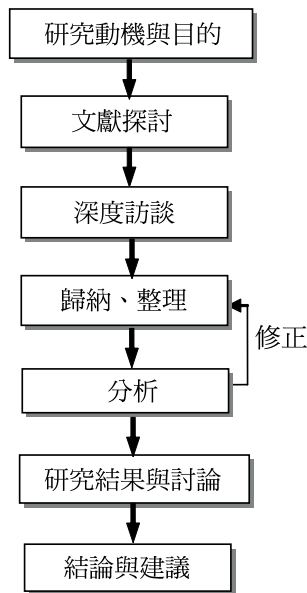 研究動機與目的
文獻探討
深度訪談
歸納、整理
修正
分析
研究結果與討論
結論與建議